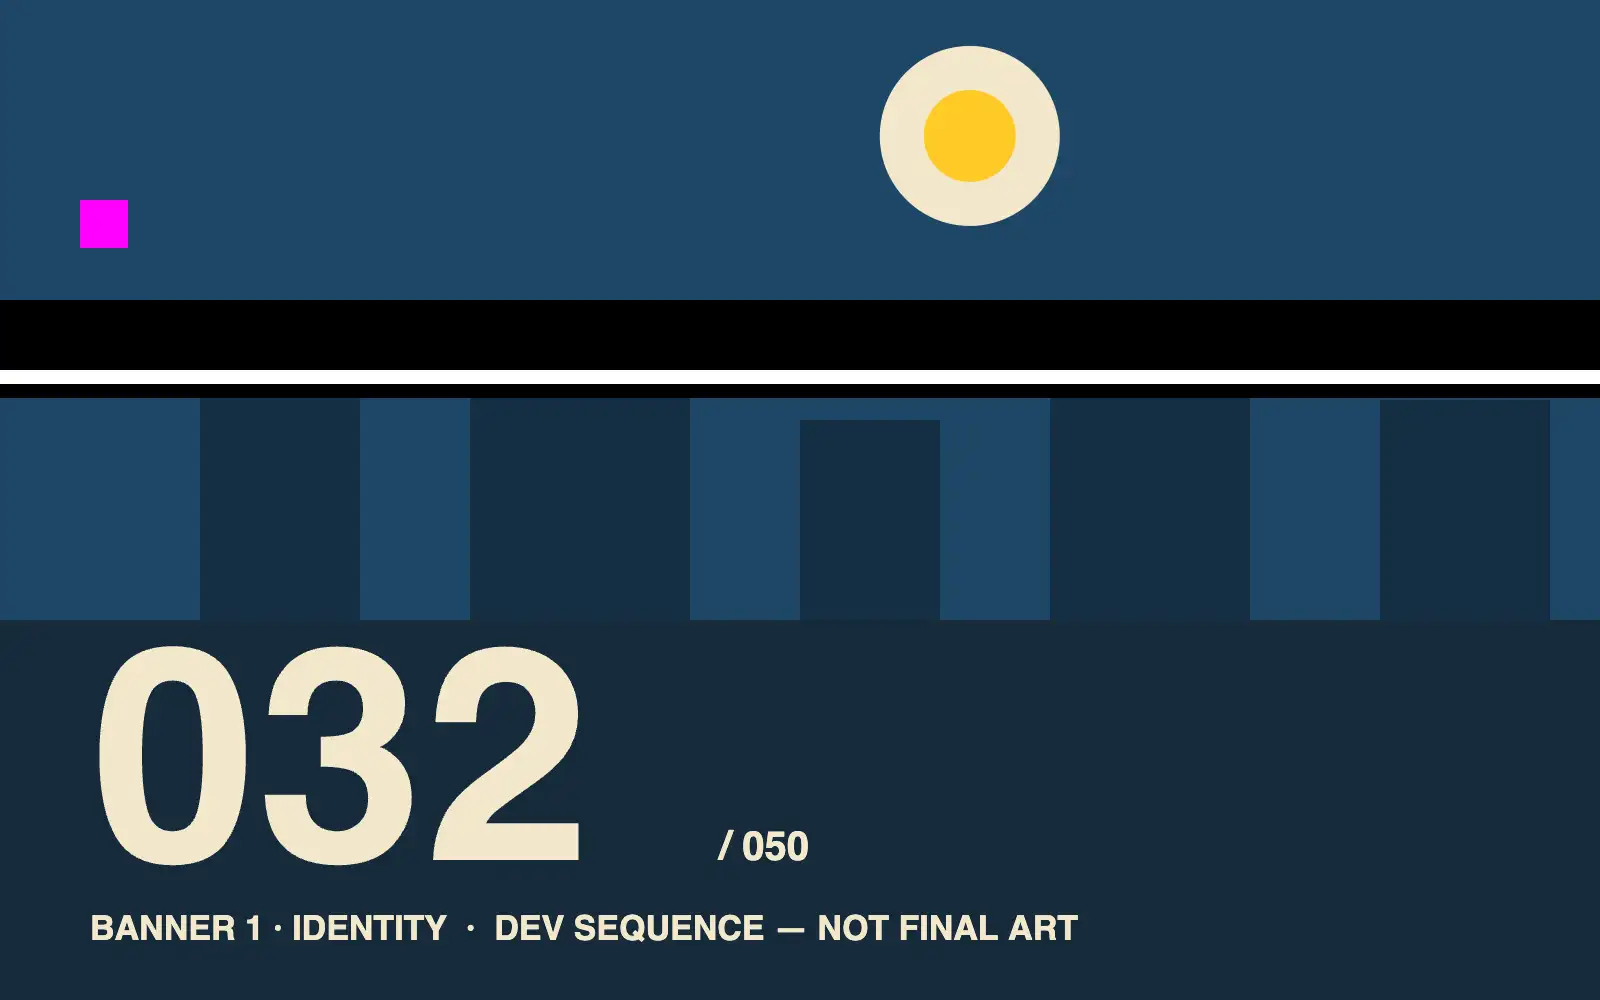 032 / 050
BANNER 1 · IDENTITY · DEV SEQUENCE — NOT FINAL ART